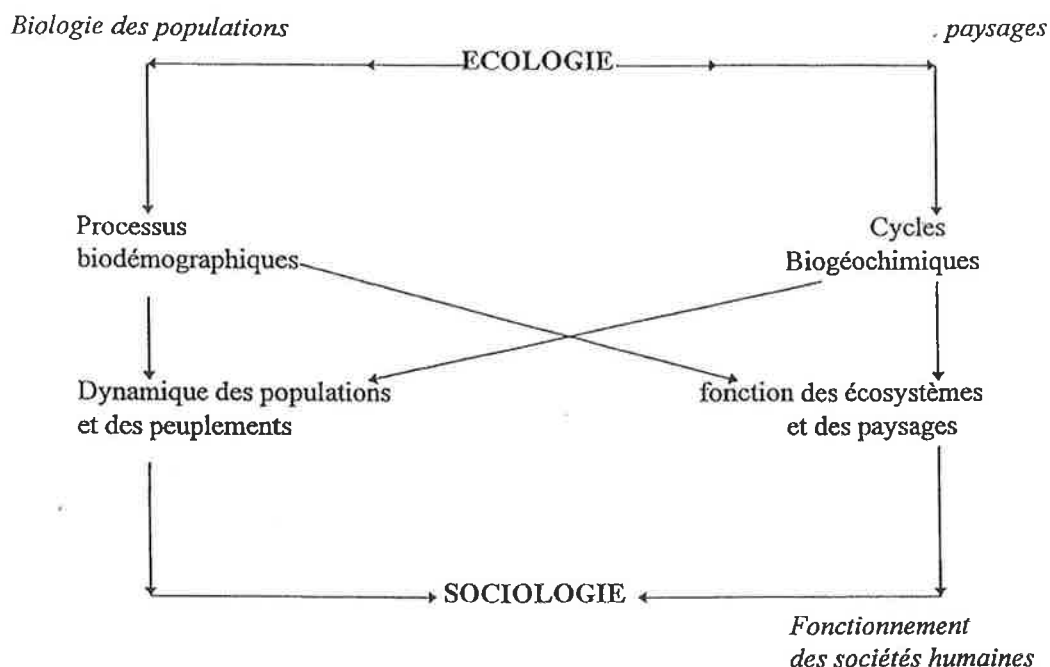 Biologie des populations
. paysages
ECOLOGIE
Processus
biodémographiques
Cycles
Biogéochimiques
Dynamique des populations
et des peuplements
fonction des écosystèmes
et des paysages
SOCIOLOGIE
Fonctionnement
des sociétés humaines